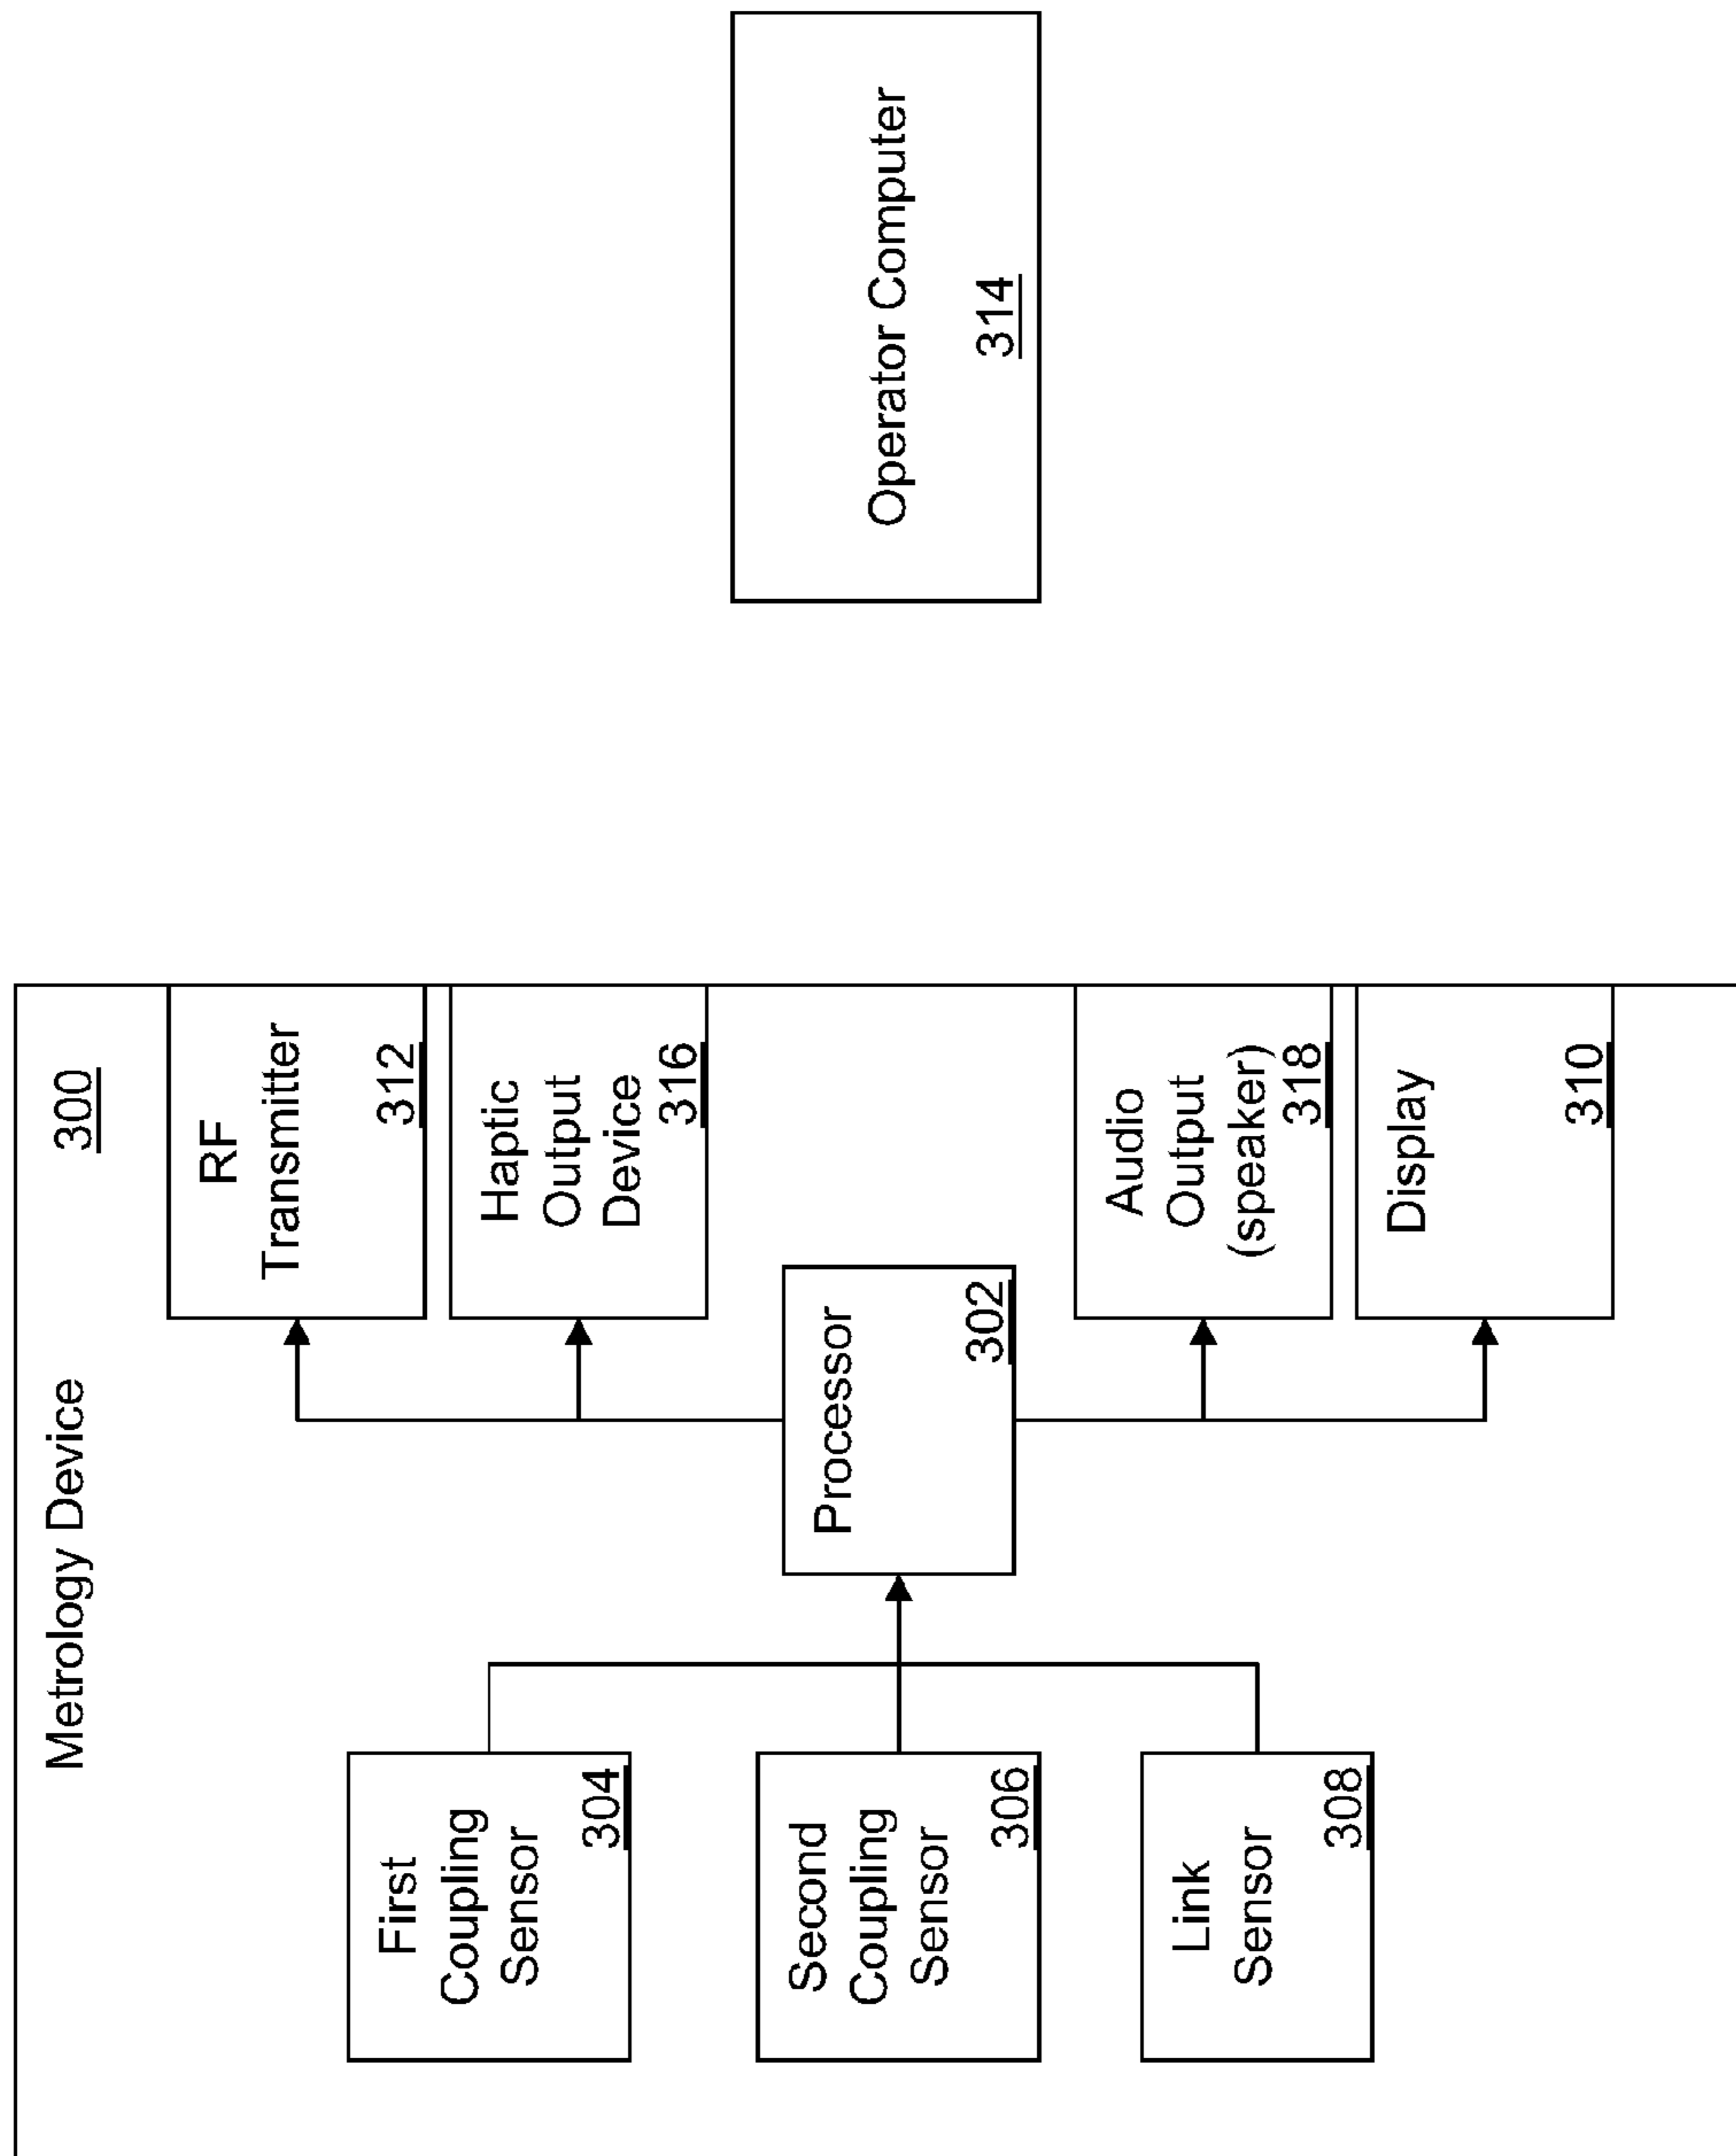 Metrology Device
300
First
Coupling
Sensor
304
Second
Coupling
Sensor
306
Link
Sensor
308
Processor
302
RF
Transmitter
312
Haptic
Output
Device
316
Audio
Output
(speaker)
318
Display
310
Operator Computer
314